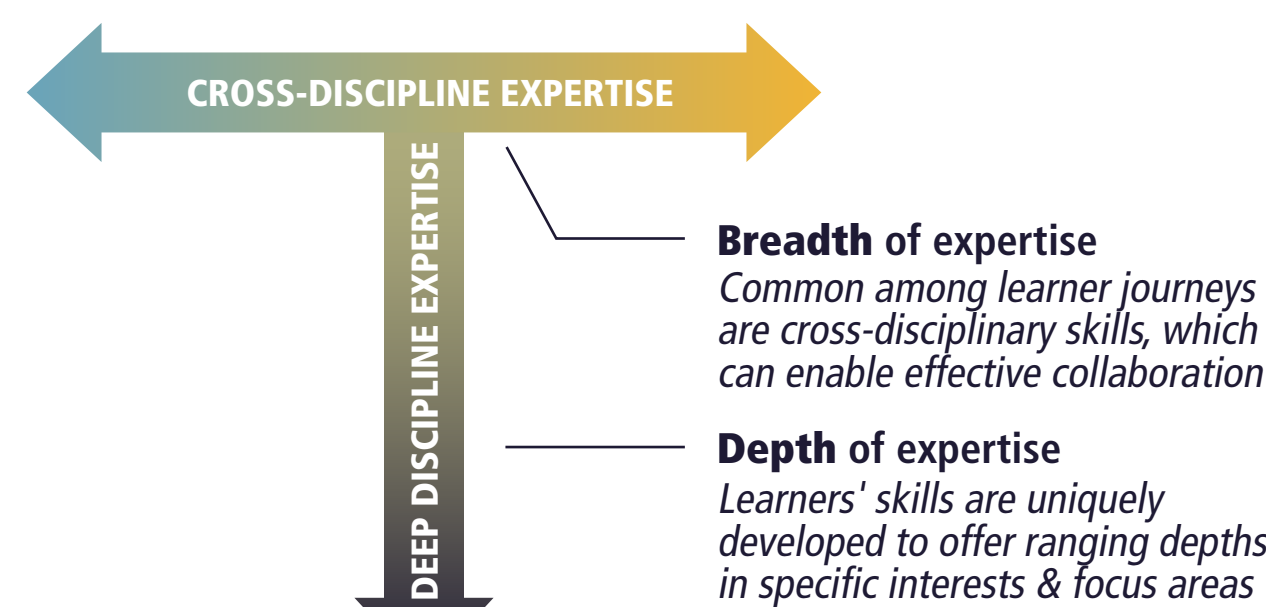 CROSS-DISCIPLINE EXPERTISE
DEEP DISCIPLINE EXPERTISE
Breadth of expertise
Common among learner journeys
are cross-disciplinary skills, which
can enable effective collaboration
Depth of expertise
Learners' skills are uniquely
developed to offer ranging depths
in specific interests & focus areas